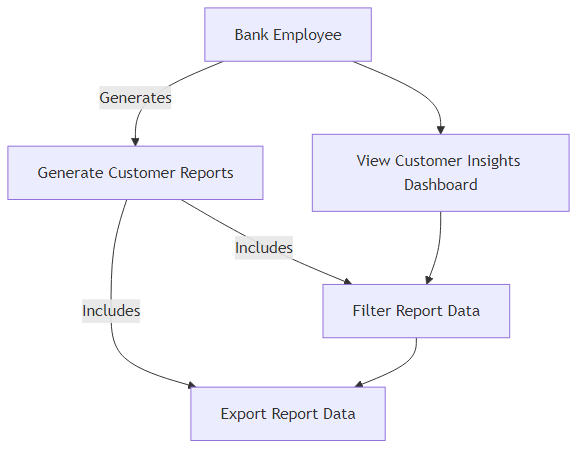 Bank Employee
Generates
Generate Customer Reports
View Customer Insights
Dashboard
Includes
Includes
Filter Report Data
Export Report Data